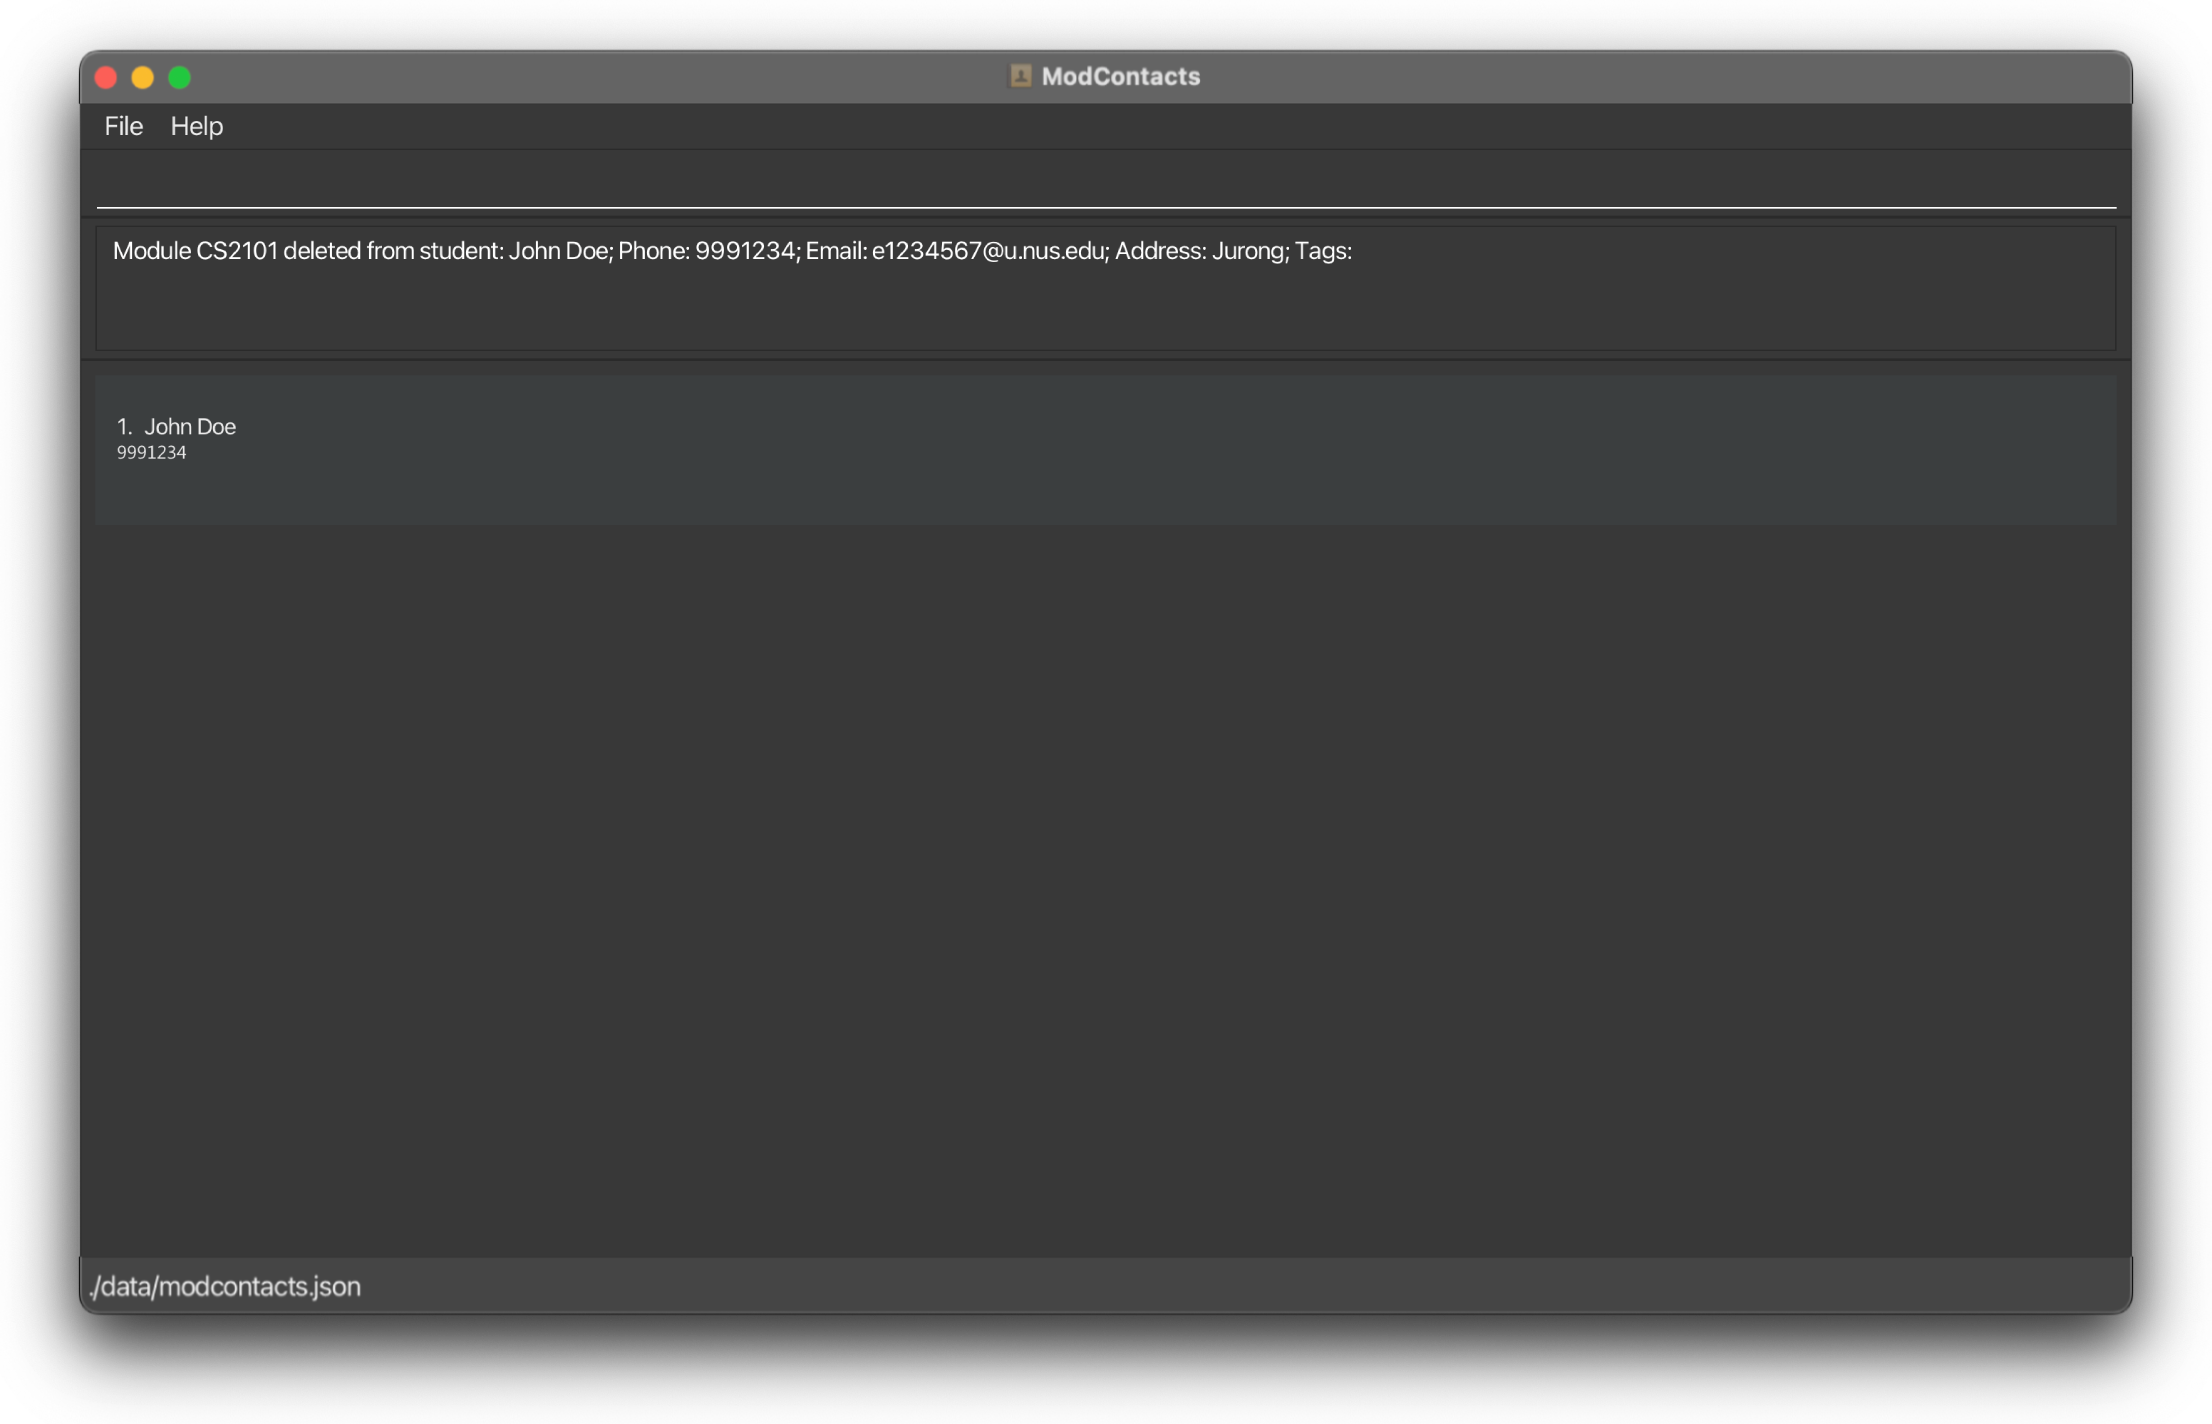 ModContacts
File Help
Module CS2101 deleted from student: John Doe; Phone: 9991234; Email: e1234567@u.nus.edu; Address: Jurong; Tags:
1. John Doe
9991234
./data/modcontacts.json